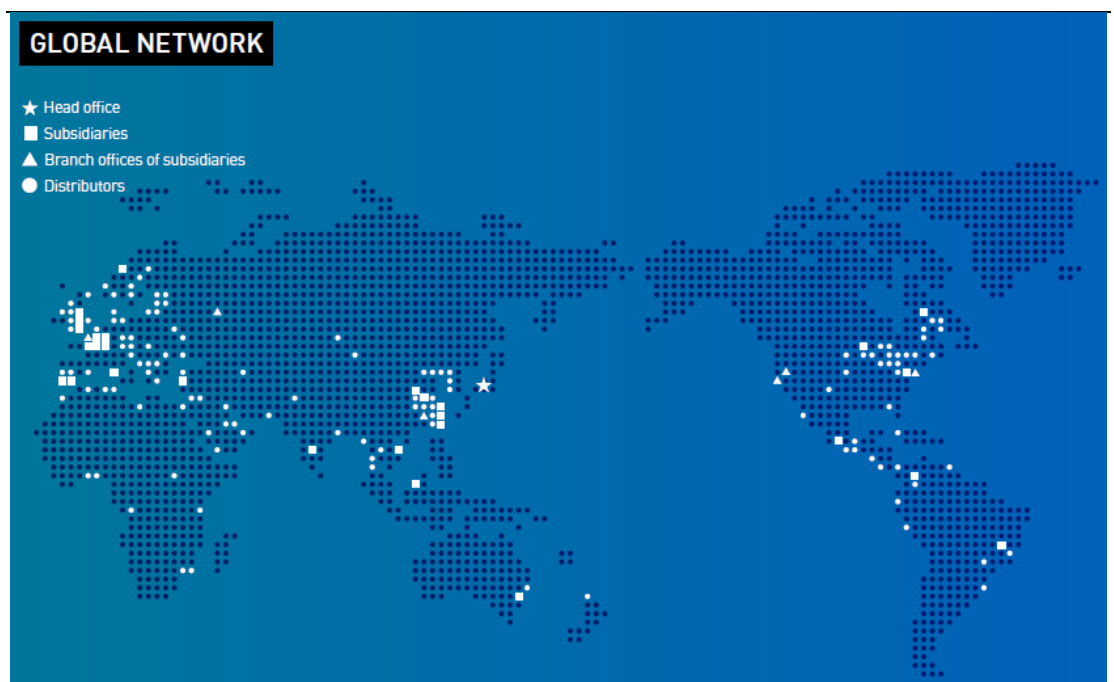 GLOBAL NETWORK
Head office
Subsidiaries
Branch offices of subsidiaries
Distributors